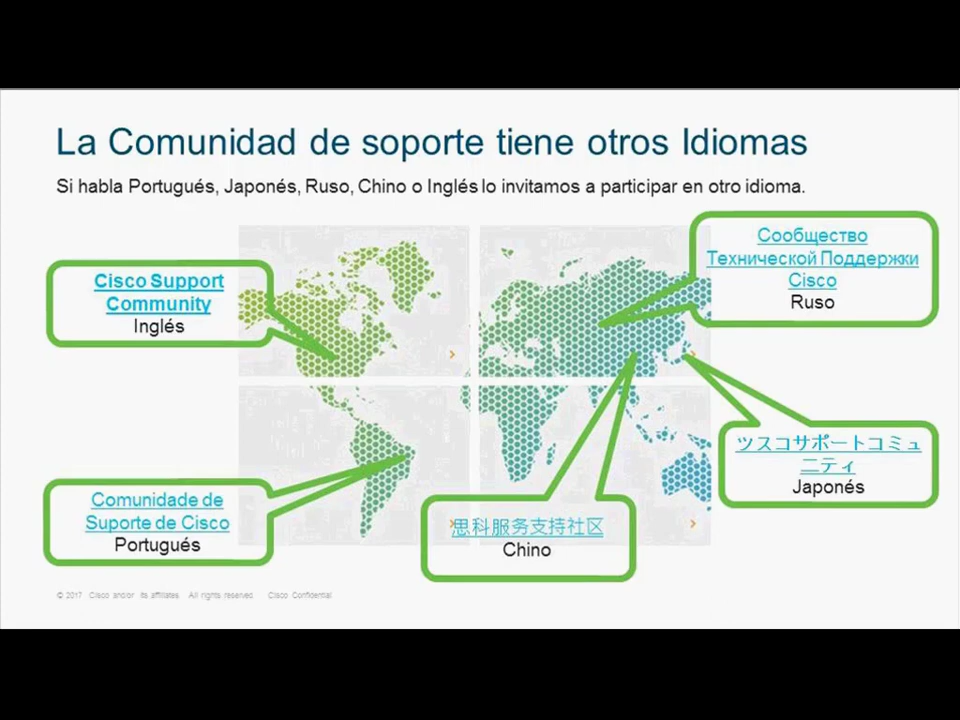 La Comunidad de soporte tiene otros Idiomas
Si habla Portugués, Japonés, Ruso, Chino o Inglés lo invitamos a participar en otro idioma.
Cisco Support
Community
Inglés
Сообщество
Технической Поддержки
Cisco
Ruso
ツスコサポートコミュ
ニティ
Japonés
Comunidade de
Suporte de Cisco
Portugués
思科服务支持社区
Chino
© 2017 Cisco and/or its affiliates. All rights reserved. Cisco Confidential